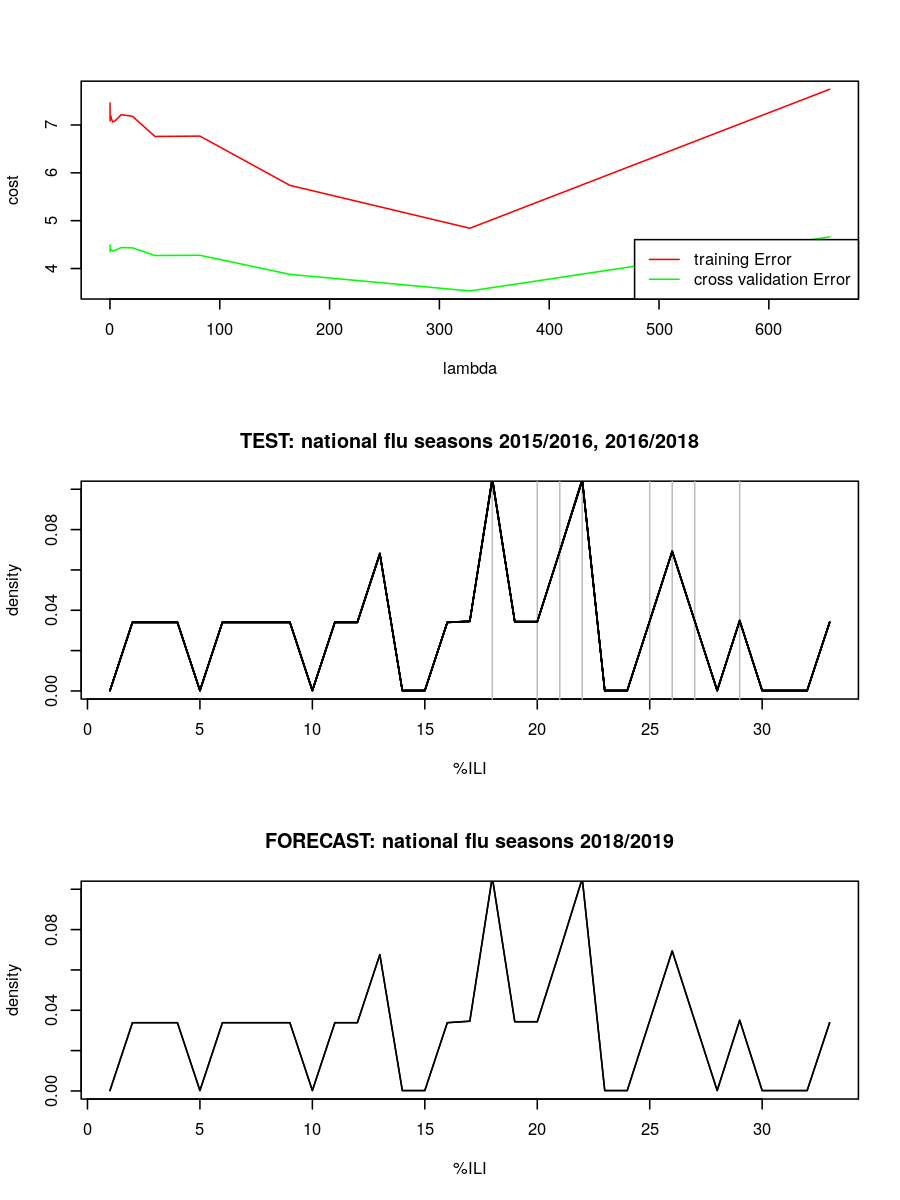 cost
7
6
5
4
training Error
cross validation Error
0 100 200 300 400 500 600
lambda
TEST: national flu seasons 2015/2016, 2016/2018
density
0.08
0.04
0.00
0 5 10 15 20 25 30
%ILI
FORECAST: national flu seasons 2018/2019
density
0.08
0.04
0.00
0 5 10 15 20 25 30
%ILI